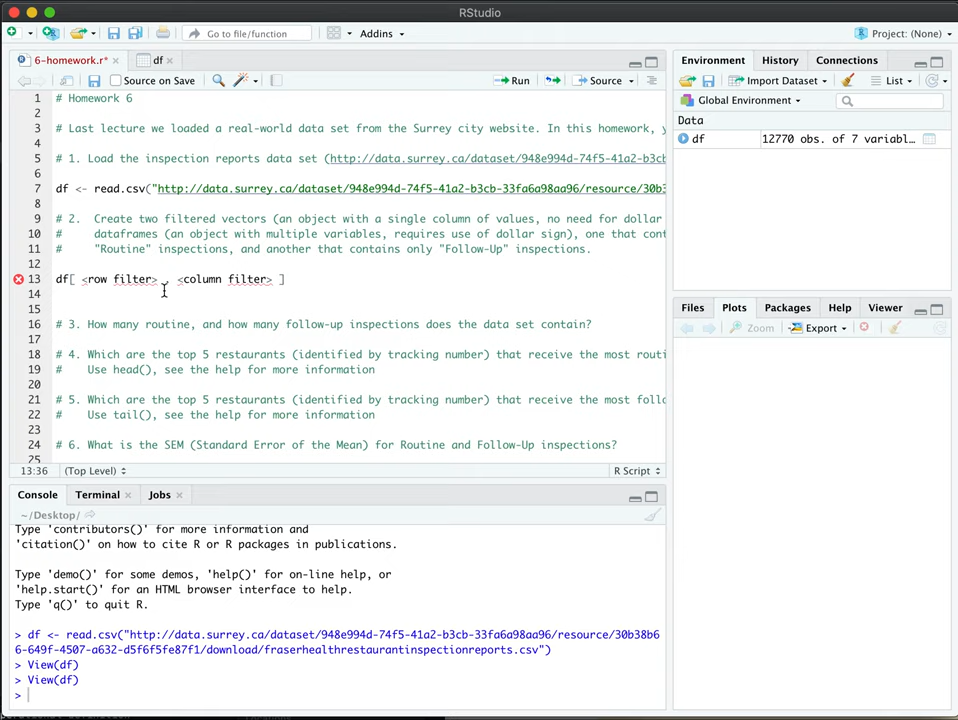 RStudio
Go to file/function
Addins
Project: (None)
6-homework.r*
df
Source on Save
Run
Source
1 # Homework 6
2
3 # Last lecture we loaded a real-world data set from the Surrey city website. In this homework,
4
5 # 1. Load the inspection reports data set (http://data.surrey.ca/dataset/948e994d-74f5-41a2-b3cb
6
7 df <- read.csv("http://data.surrey.ca/dataset/948e994d-74f5-41a2-b3cb-33fa6a98aa96/resource/30b3
8
9 # 2. Create two filtered vectors (an object with a single column of values, no need for dollar
10 # dataframes (an object with multiple variables, requires use of dollar sign), one that cont
11 # "Routine" inspections, and another that contains only "Follow-Up" inspections.
12
13 df[ <row filter> , <column filter> ]
14
15
16 # 3. How many routine, and how many follow-up inspections does the data set contain?
17
18 # 4. Which are the top 5 restaurants (identified by tracking number) that receive the most routi
19 # Use head(), see the help for more information
20
21 # 5. Which are the top 5 restaurants (identified by tracking number) that receive the most follo
22 # Use tail(), see the help for more information
23
24 # 6. What is the SEM (Standard Error of the Mean) for Routine and Follow-Up inspections?
25
13:36 (Top Level) R Script
Console Terminal Jobs
~/Desktop/
Type 'contributors()' for more information and
'citation()' on how to cite R or R packages in publications.
Type 'demo()' for some demos, 'help()' for on-line help, or
'help.start()' for an HTML browser interface to help.
Type 'q()' to quit R.
> df <- read.csv("http://data.surrey.ca/dataset/948e994d-74f5-41a2-b3cb-33fa6a98aa96/resource/30b38b6
6-649f-4507-a632-d5f6f5fe87f1/download/fraserhealthrestaurantinspectionreports.csv")
> View(df)
> View(df)
>
Environment History Connections
Import Dataset
List
Global Environment
Data
df 12770 obs. of 7 variabl...
Files Plots Packages Help Viewer
Zoom Export